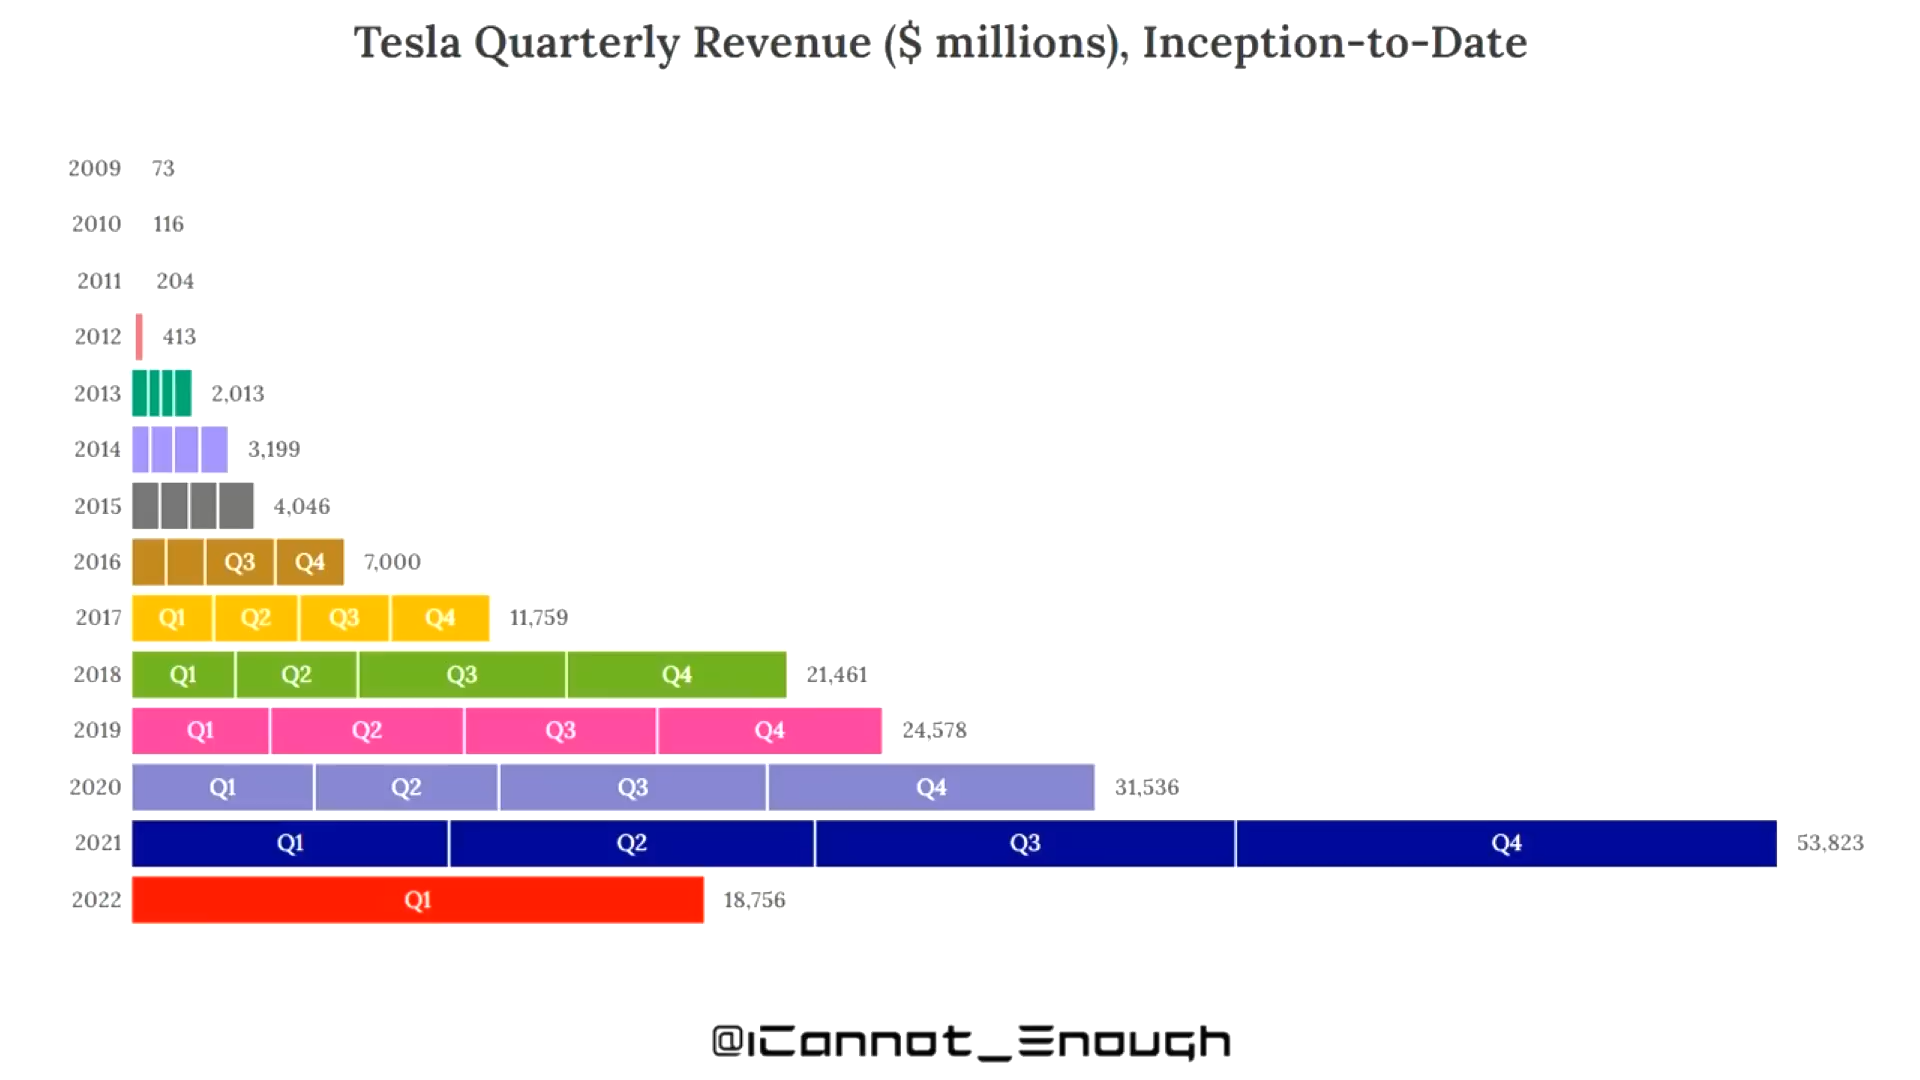 Tesla Quarterly Revenue ($ millions), Inception-to-Date
2009 73
2010 116
2011 204
2012 413
2013 2,013
2014 3,199
2015 4,046
2016 Q3 Q4 7,000
2017 Q1 Q2 Q3 Q4 11,759
2018 Q1 Q2 Q3 Q4 21,461
2019 Q1 Q2 Q3 Q4 24,578
2020 Q1 Q2 Q3 Q4 31,536
2021 Q1 Q2 Q3 Q4 53,823
2022 Q1 18,756
@iCannot_Enough